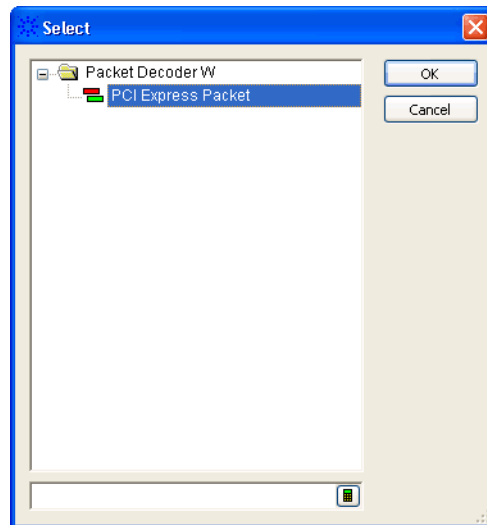 Select
Packet Decoder W
PCI Express Packet
OK
Cancel